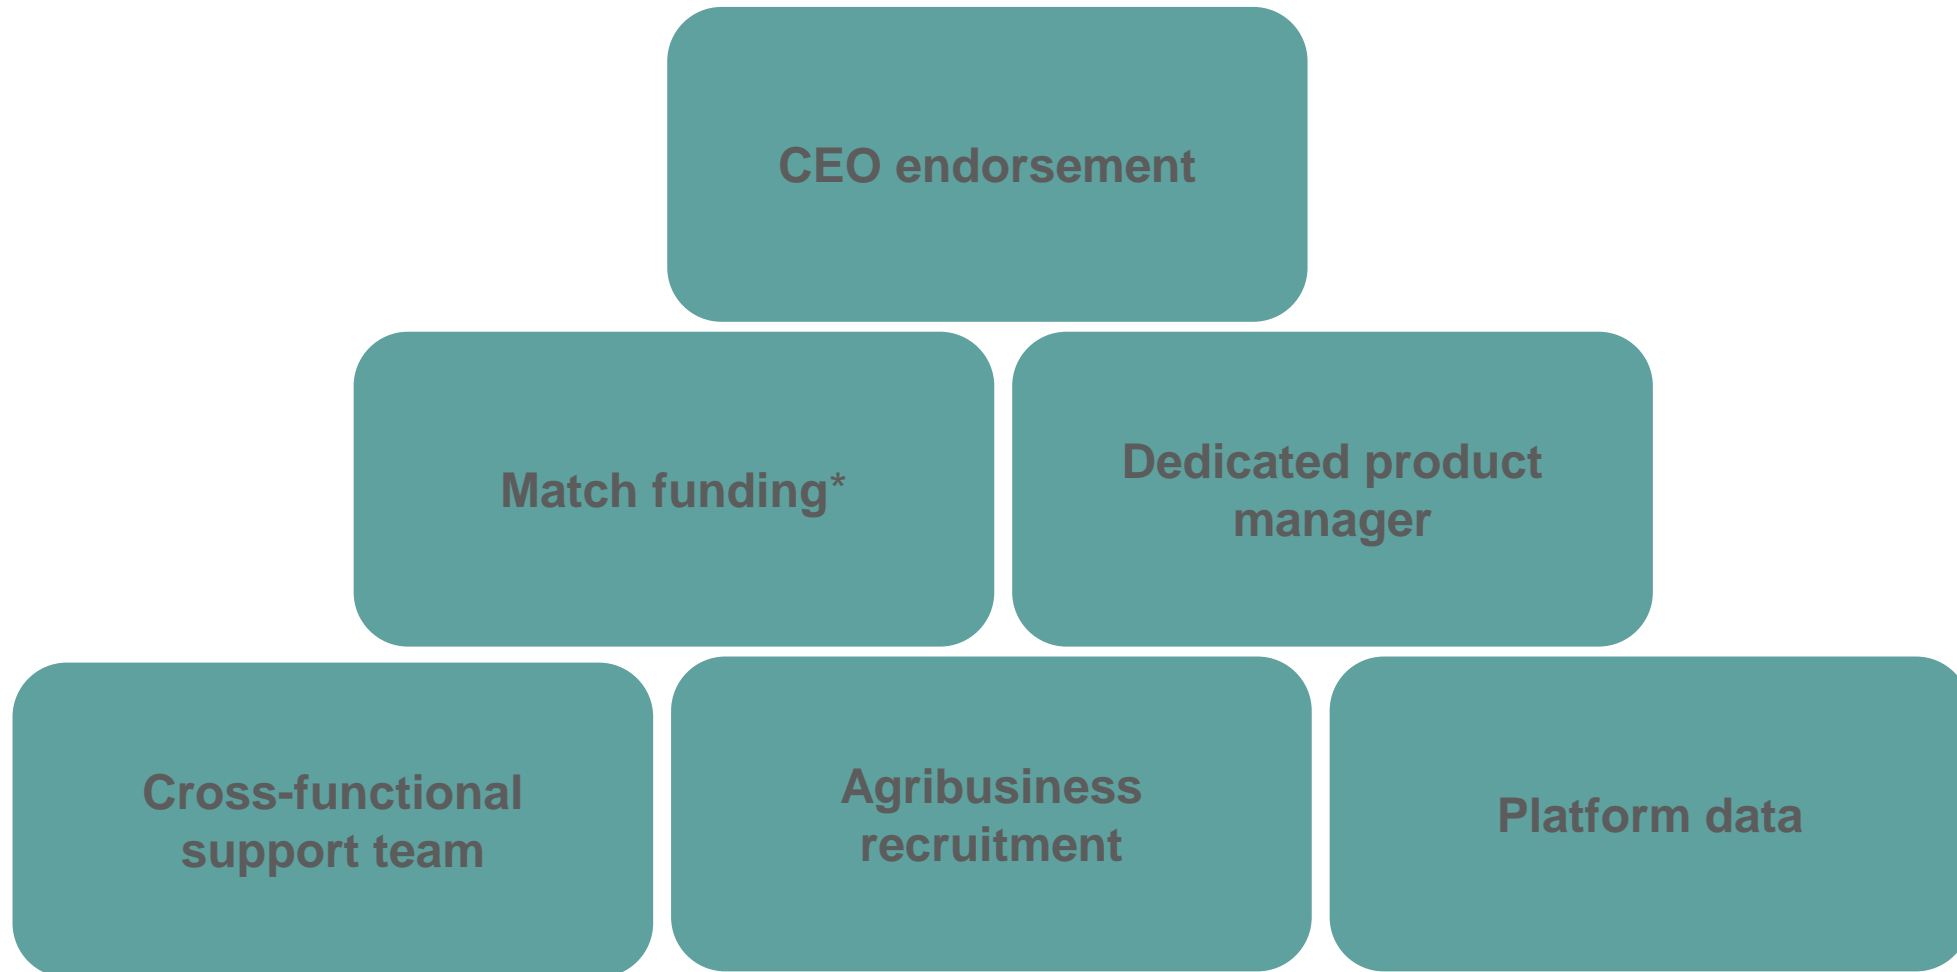 CEO endorsement
Match funding*
Dedicated product
manager
Cross-functional
support team
Agribusiness
recruitment
Platform data